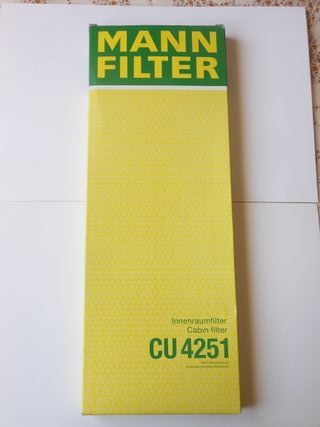 MANN
FILTER
Innenraumfilter
Cabin filter
CU 4251